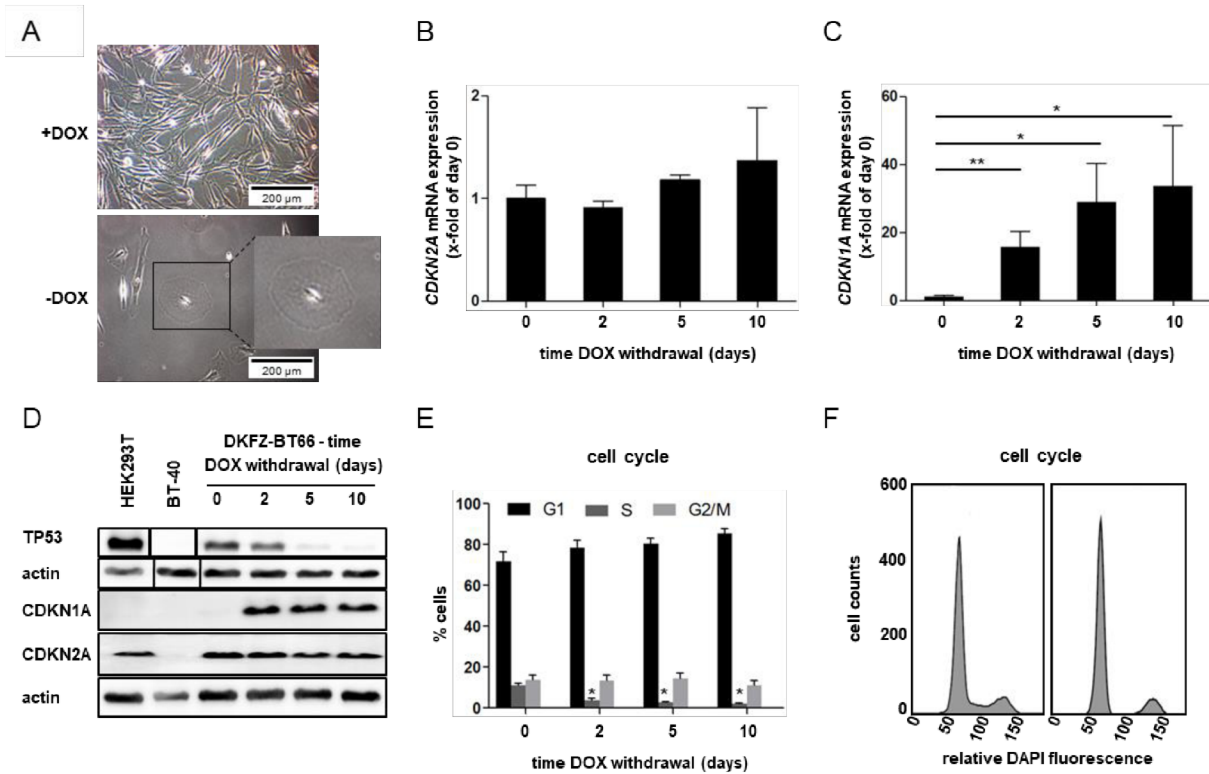 A
+DOX
200 µm
-DOX
200 µm
B
CDKN2A mRNA expression
(x-fold of day 0)
2
1
0
0 2 5 10
time DOX withdrawal (days)
C
CDKN1A mRNA expression
(x-fold of day 0)
60
40
20
0
*
*
**
0 2 5 10
time DOX withdrawal (days)
D
HEK293T
BT-40
DKFZ-BT66 - time
DOX withdrawal (days)
0 2 5 10
TP53
actin
CDKN1A
CDKN2A
actin
E
cell cycle
G1 S G2/M
% cells
100
80
60
40
20
0
* * *
0 2 5 10
time DOX withdrawal (days)
F
cell cycle
cell counts
600
400
200
0
0 50 100 150 0 50 100 150
relative DAPI fluorescence